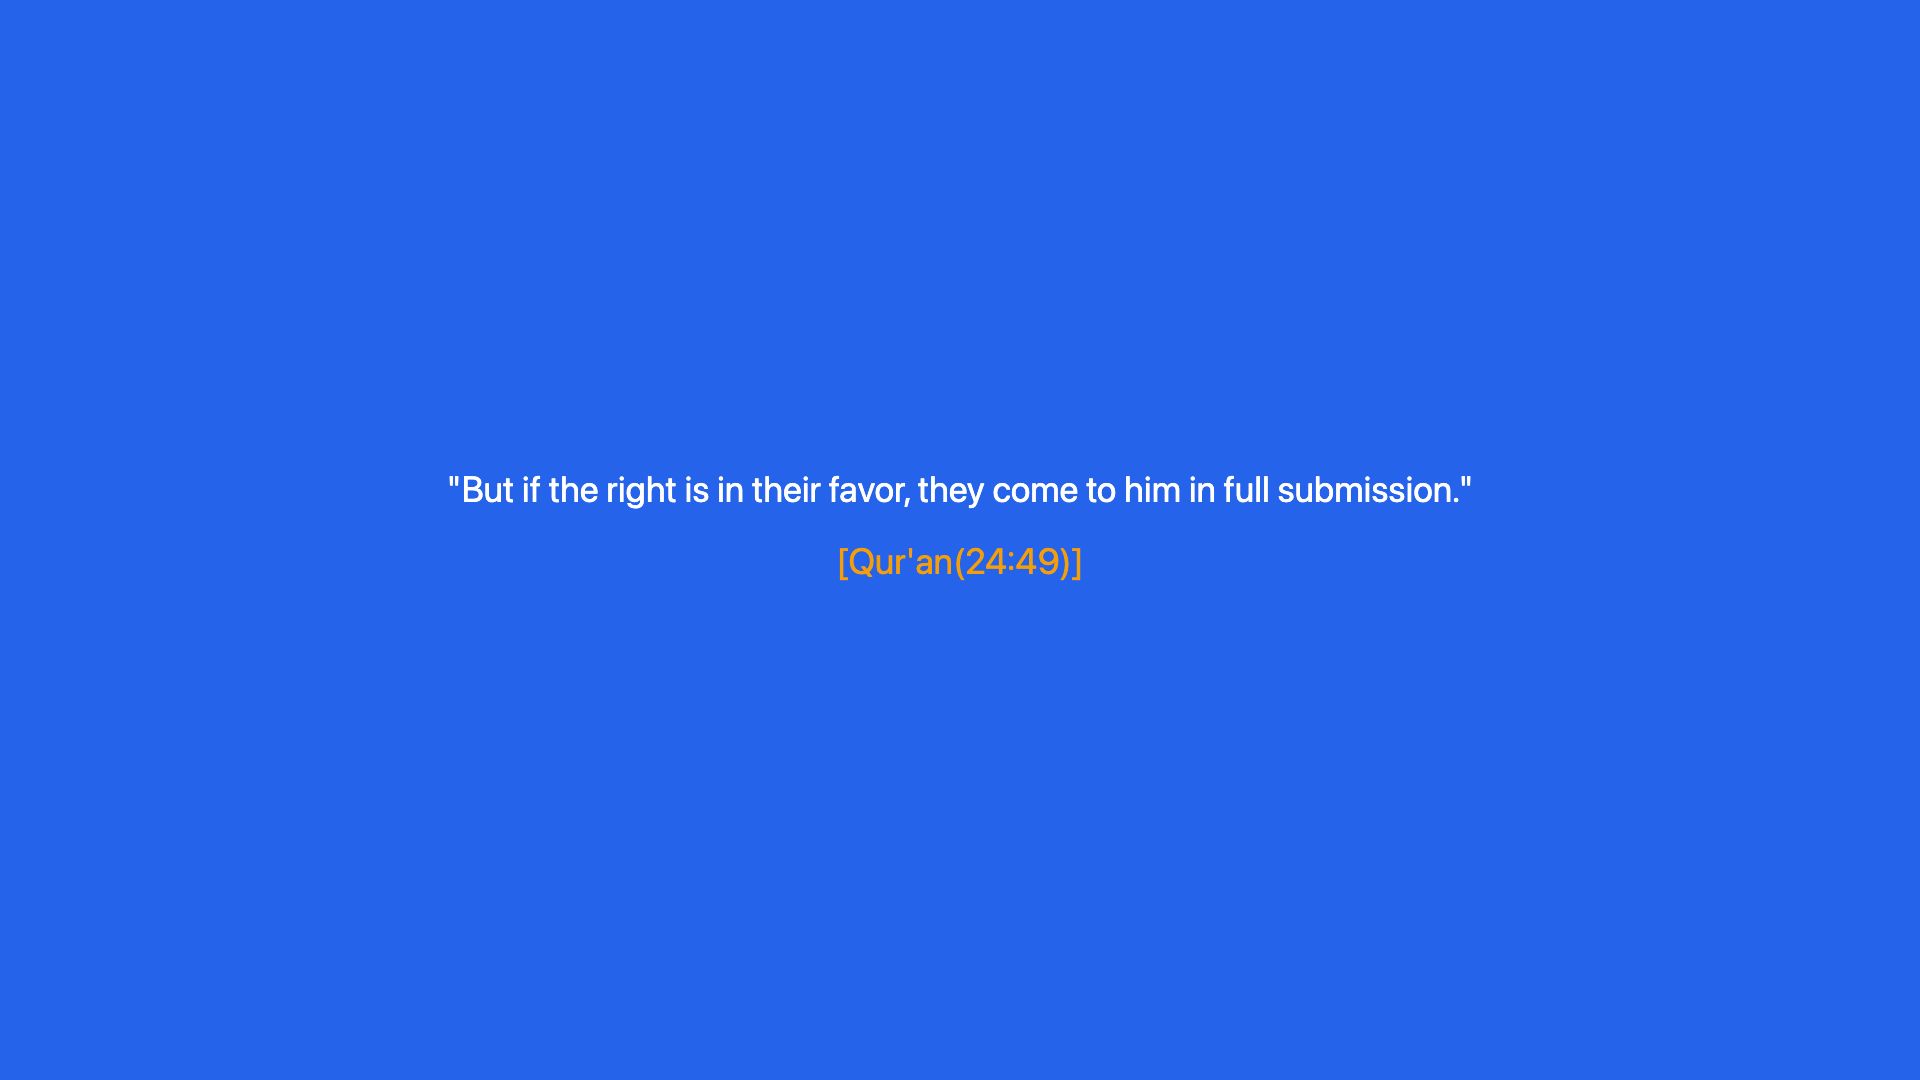 "But if the right is in their favor, they come to him in full submission."
[Qur'an(24:49)]